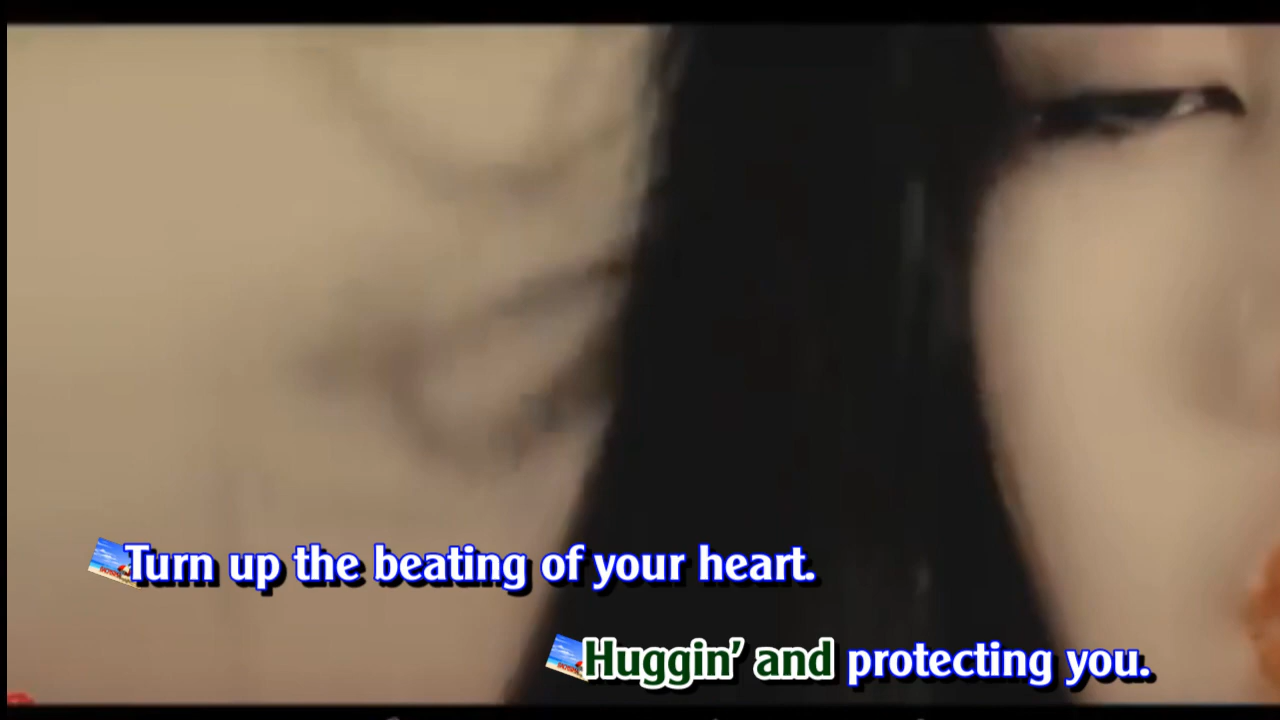 Turn up the beating of your heart.
Huggin' and protecting you.